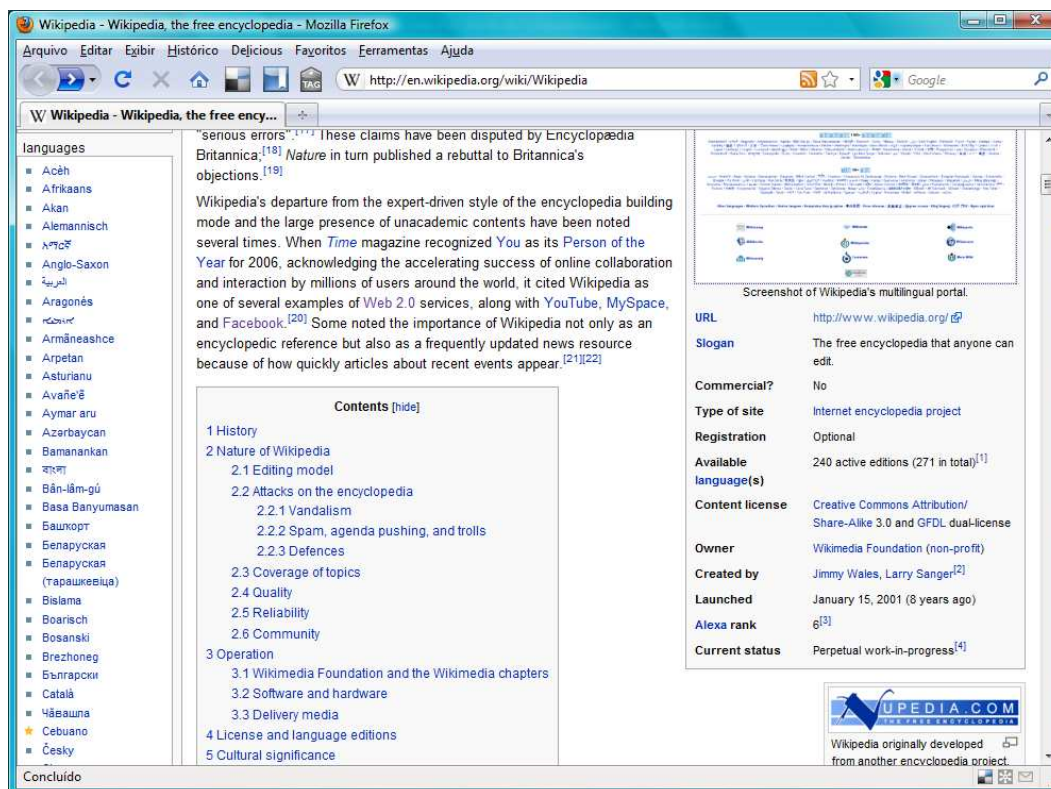 Wikipedia - Wikipedia, the free encyclopedia - Mozilla Firefox
Arquivo Editar Exibir Histórico Delicious Favoritos Ferramentas Ajuda
TAG
W http://en.wikipedia.org/wiki/Wikipedia
Google
W Wikipedia - Wikipedia, the free ency...
languages
Acèh
Afrikaans
Akan
Alemannisch
አማርኛ
Anglo-Saxon
العربية
Aragonés
Armãneashce
Arpetan
Asturianu
Avañe'ẽ
Aymar aru
Azərbaycan
Bamanankan
বাংলা
Bân-lâm-gú
Basa Banyumasan
Башҡорт
Беларуская
Беларуская
(тарашкевіца)
Bislama
Boarisch
Bosanski
Brezhoneg
Български
Català
Чӑвашла
Cebuano
Česky
"serious errors". These claims have been disputed by Encyclopædia
Britannica;[18] Nature in turn published a rebuttal to Britannica's
objections.[19]
Wikipedia's departure from the expert-driven style of the encyclopedia building
mode and the large presence of unacademic contents have been noted
several times. When Time magazine recognized You as its Person of the
Year for 2006, acknowledging the accelerating success of online collaboration
and interaction by millions of users around the world, it cited Wikipedia as
one of several examples of Web 2.0 services, along with YouTube, MySpace,
and Facebook.[20] Some noted the importance of Wikipedia not only as an
encyclopedic reference but also as a frequently updated news resource
because of how quickly articles about recent events appear.[21][22]
Contents [hide]
1 History
2 Nature of Wikipedia
2.1 Editing model
2.2 Attacks on the encyclopedia
2.2.1 Vandalism
2.2.2 Spam, agenda pushing, and trolls
2.2.3 Defences
2.3 Coverage of topics
2.4 Quality
2.5 Reliability
2.6 Community
3 Operation
3.1 Wikimedia Foundation and the Wikimedia chapters
3.2 Software and hardware
3.3 Delivery media
4 License and language editions
5 Cultural significance
Screenshot of Wikipedia's multilingual portal.
URL http://www.wikipedia.org/
Slogan The free encyclopedia that anyone can
edit.
Commercial? No
Type of site Internet encyclopedia project
Registration Optional
Available 240 active editions (271 in total)[1]
language(s)
Content license Creative Commons Attribution/
Share-Alike 3.0 and GFDL dual-license
Owner Wikimedia Foundation (non-profit)
Created by Jimmy Wales, Larry Sanger[2]
Launched January 15, 2001 (8 years ago)
Alexa rank 6[3]
Current status Perpetual work-in-progress[4]
NUPEDIA.COM
THE FREE ENCYCLOPEDIA
Wikipedia originally developed
from another encyclopedia project,
Concluído